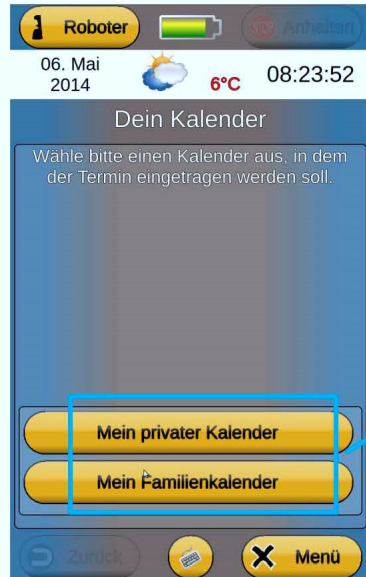 Roboter
STOP
Anhalten
06. Mai
2014
6°C
08:23:52
Dein Kalender
Wähle bitte einen Kalender aus, in dem
der Termin eingetragen werden soll.
Mein privater Kalender
Mein Familienkalender
Zurück
Menü